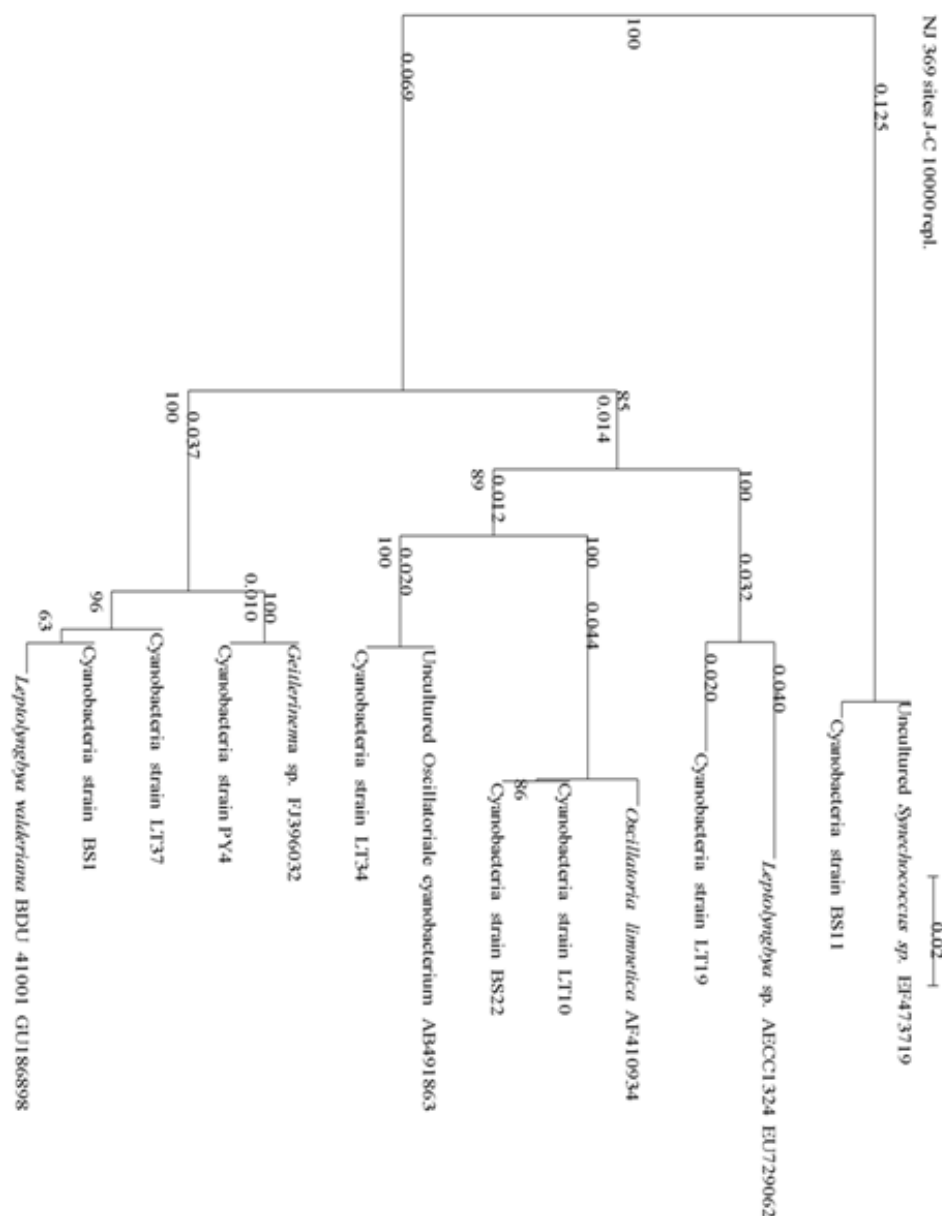 NJ 369 sites J-C 10000 repl.
0.02
Uncultured Synechococcus sp. EF473719
0.125
Cyanobacteria strain BS11
0.040
Leptolyngbya sp. AECC1324 EU729062
100
0.032
0.020
Cyanobacteria strain LT19
100
85
0.014
Oscillatoria limnetica AF410934
100
0.044
Cyanobacteria strain LT10
86
Cyanobacteria strain BS22
0.012
89
Uncultured Oscillatoriale cyanobacterium AB491863
0.069
0.020
100
Cyanobacteria strain LT34
Geitlerinema sp. FJ396032
100
0.010
Cyanobacteria strain PY4
0.037
100
Cyanobacteria strain LT37
96
Cyanobacteria strain BS1
63
Leptolyngbya valderiana BDU 41001 GU186898